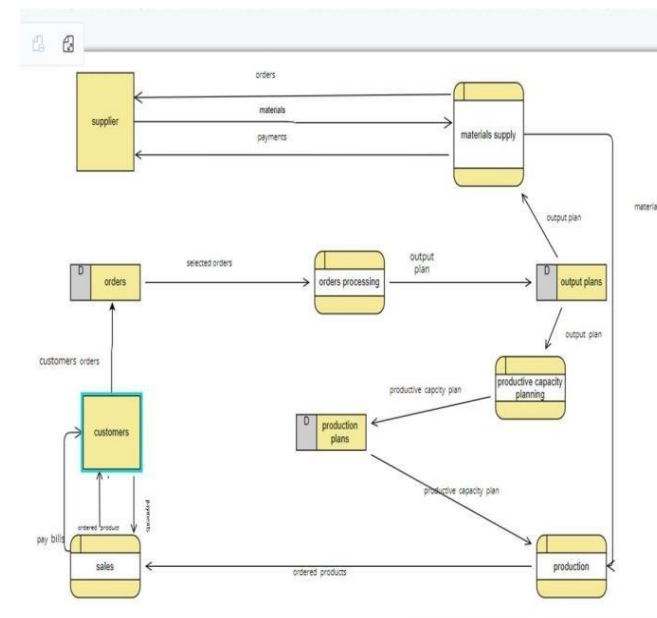 orders
supplier
materials
materials supply
payments
output plan
materia
D
orders
selected orders
orders processing
output
plan
D
output plans
customers orders
output plan
productive capcity plan
productive capacity
planning
customers
D
production
plans
productive capacity plan
payments
ordered product
pay bills
sales
ordered products
production